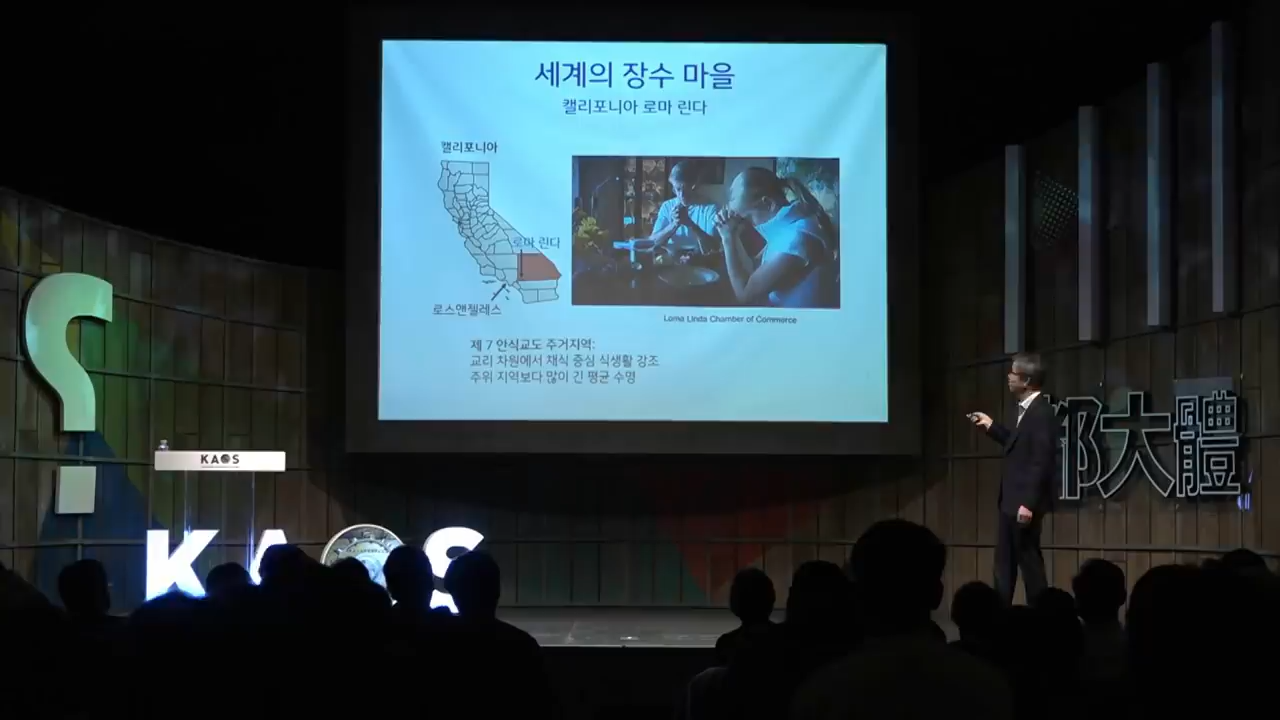 세계의 장수 마을
캘리포니아 로마 린다
캘리포니아
로마 린다
로스앤젤레스
Loma Linda Chamber of Commerce
제 7 안식교도 주거지역:
교리 차원에서 채식 중심 식생활 강조
주위 지역보다 많이 긴 평균 수명
KAOS
都大體
KAOS